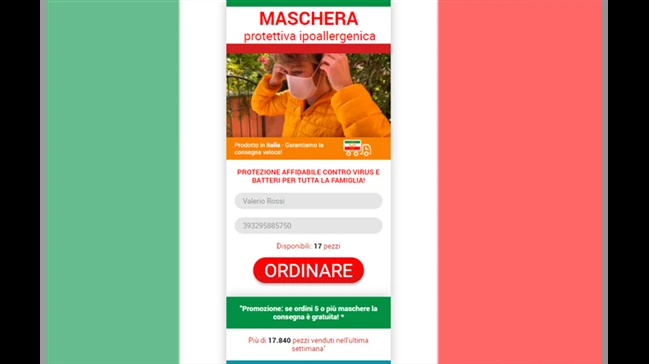 MASCHERA
protettiva ipoallergenica
Prodotto in Italia - Garantiamo la
consegna veloce!
PROTEZIONE AFFIDABILE CONTRO VIRUS E
BATTERI PER TUTTA LA FAMIGLIA!
Valerio Rossi
393295885750
Disponibili: 17 pezzi
ORDINARE
"Promozione: se ordini 5 o più maschere la
consegna è gratuita! *
Più di 17.840 pezzi venduti nell'ultima
settimana"